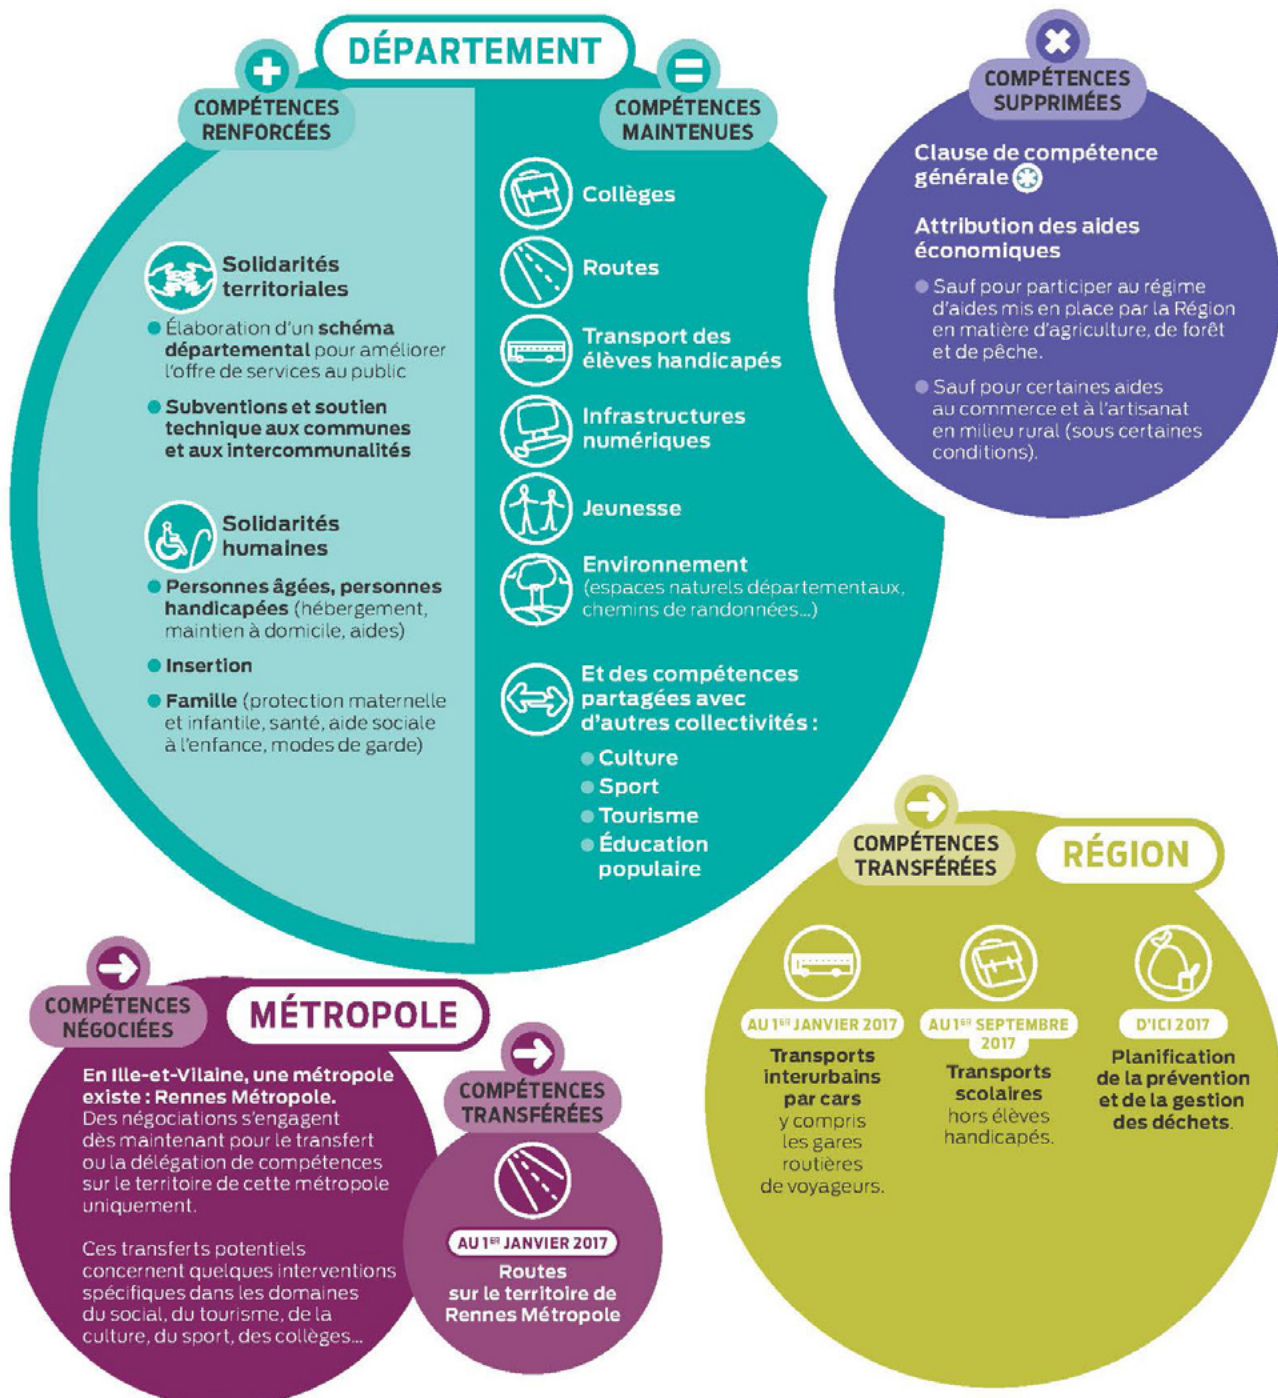 DÉPARTEMENT
COMPÉTENCES
RENFORCÉES
Solidarités
territoriales
Élaboration d'un schéma
départemental pour améliorer
l'offre de services au public
Subventions et soutien
technique aux communes
et aux intercommunalités
Solidarités
humaines
Personnes âgées, personnes
handicapées (hébergement,
maintien à domicile, aides)
Insertion
Famille (protection maternelle
et infantile, santé, aide sociale
à l'enfance, modes de garde)
COMPÉTENCES
MAINTENUES
Collèges
Routes
Transport des
élèves handicapés
Infrastructures
numériques
Jeunesse
Environnement
(espaces naturels départementaux,
chemins de randonnées...)
Et des compétences
partagées avec
d'autres collectivités :
Culture
Sport
Tourisme
Éducation
populaire
COMPÉTENCES
SUPPRIMÉES
Clause de compétence
générale *
Attribution des aides
économiques
Sauf pour participer au régime
d'aides mis en place par la Région
en matière d'agriculture, de forêt
et de pêche.
Sauf pour certaines aides
au commerce et à l'artisanat
en milieu rural (sous certaines
conditions).
COMPÉTENCES
TRANSFÉRÉES
RÉGION
AU 1ER JANVIER 2017
Transports
interurbains
par cars
y compris
les gares
routières
de voyageurs.
AU 1ER SEPTEMBRE
2017
Transports
scolaires
hors élèves
handicapés.
D'ICI 2017
Planification
de la prévention
et de la gestion
des déchets.
COMPÉTENCES
NÉGOCIÉES
MÉTROPOLE
En Ille-et-Vilaine, une métropole
existe : Rennes Métropole.
Des négociations s'engagent
dès maintenant pour le transfert
ou la délégation de compétences
sur le territoire de cette métropole
uniquement.
Ces transferts potentiels
concernent quelques interventions
spécifiques dans les domaines
du social, du tourisme, de la
culture, du sport, des collèges...
COMPÉTENCES
TRANSFÉRÉES
AU 1ER JANVIER 2017
Routes
sur le territoire de
Rennes Métropole